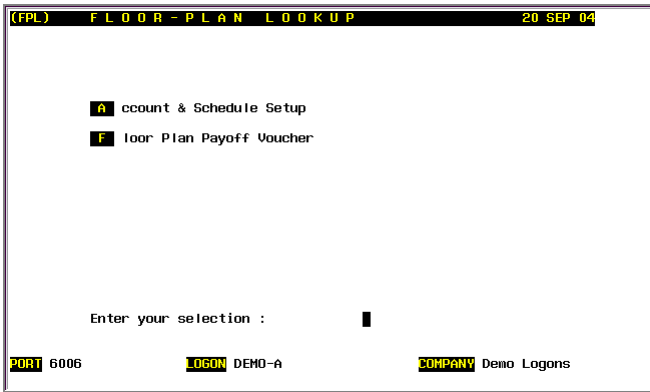 (FPL) F L O O R - P L A N L O O K U P 20 SEP 04
A ccount & Schedule Setup
F loor Plan Payoff Voucher
Enter your selection :
PORT 6006 LOGON DEMO-A COMPANY Demo Logons